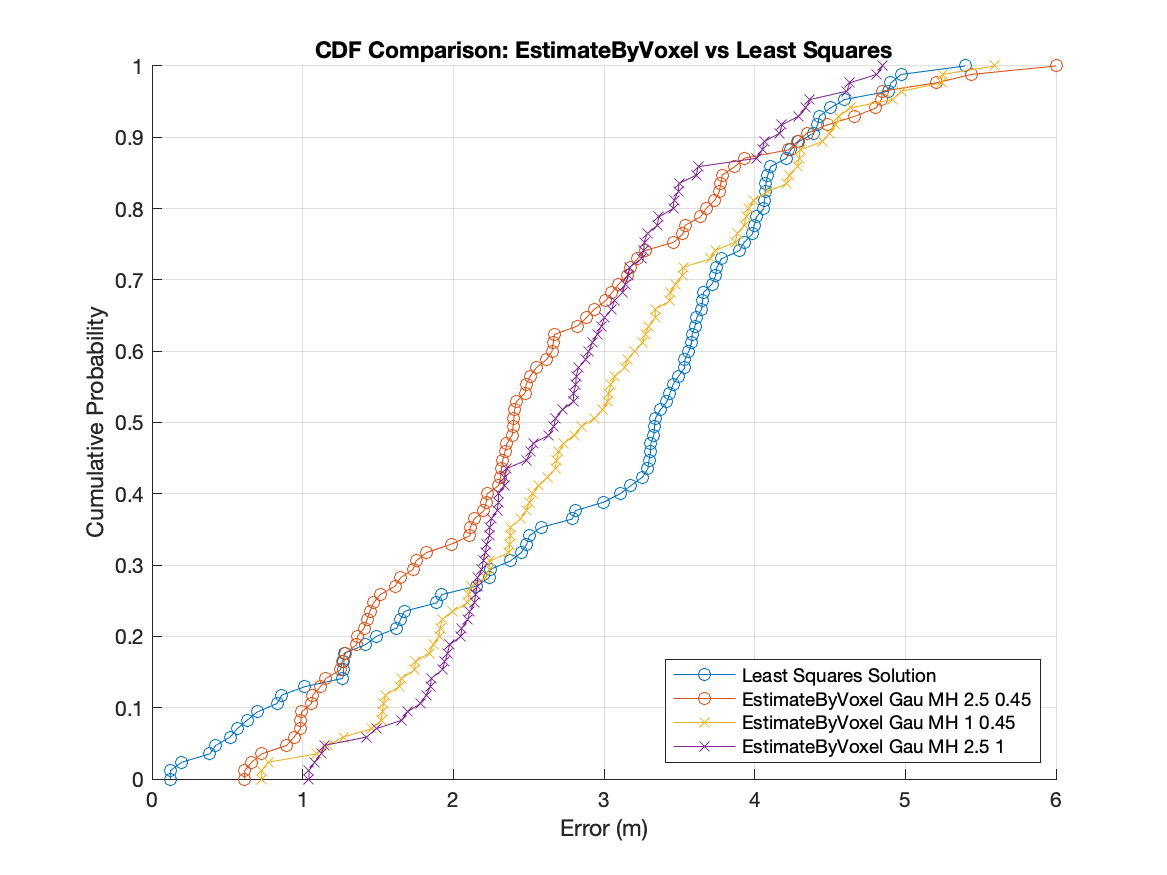 CDF Comparison: EstimateByVoxel vs Least Squares
1
0.9
0.8
0.7
0.6
0.5
0.4
0.3
0.2
0.1
0
Cumulative Probability
0 1 2 3 4 5 6
Error (m)
Least Squares Solution
EstimateByVoxel Gau MH 2.5 0.45
EstimateByVoxel Gau MH 1 0.45
EstimateByVoxel Gau MH 2.5 1